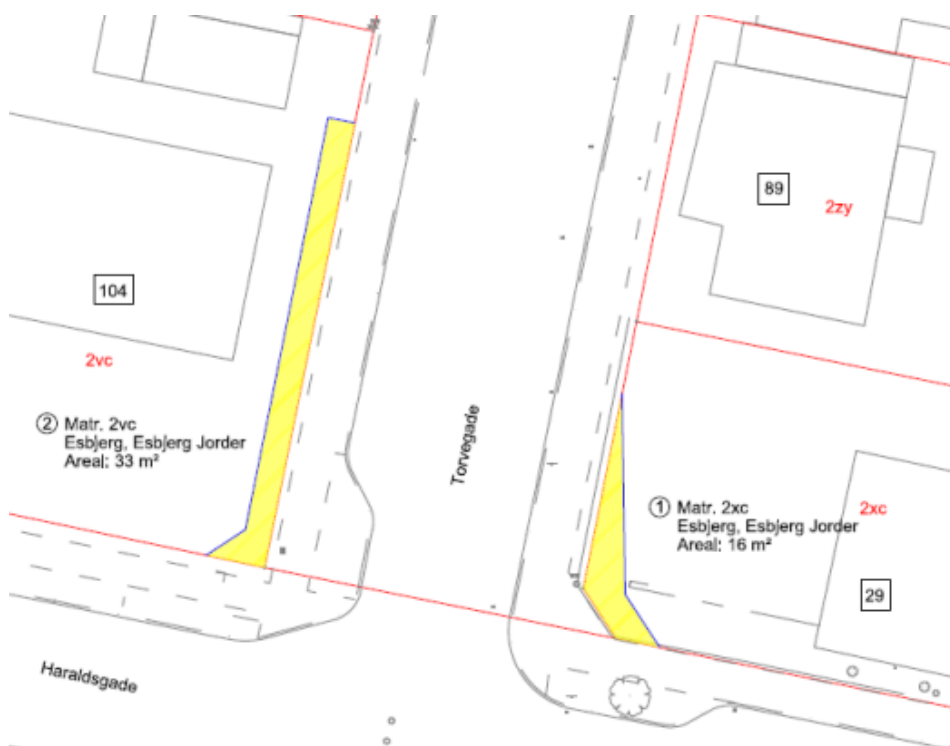 89
2zy
104
2vc
② Matr. 2vc
Esbjerg, Esbjerg Jorder
Areal: 33 m²
Torvegade
① Matr. 2xc
Esbjerg, Esbjerg Jorder
Areal: 16 m²
2xc
29
Haraldsgade